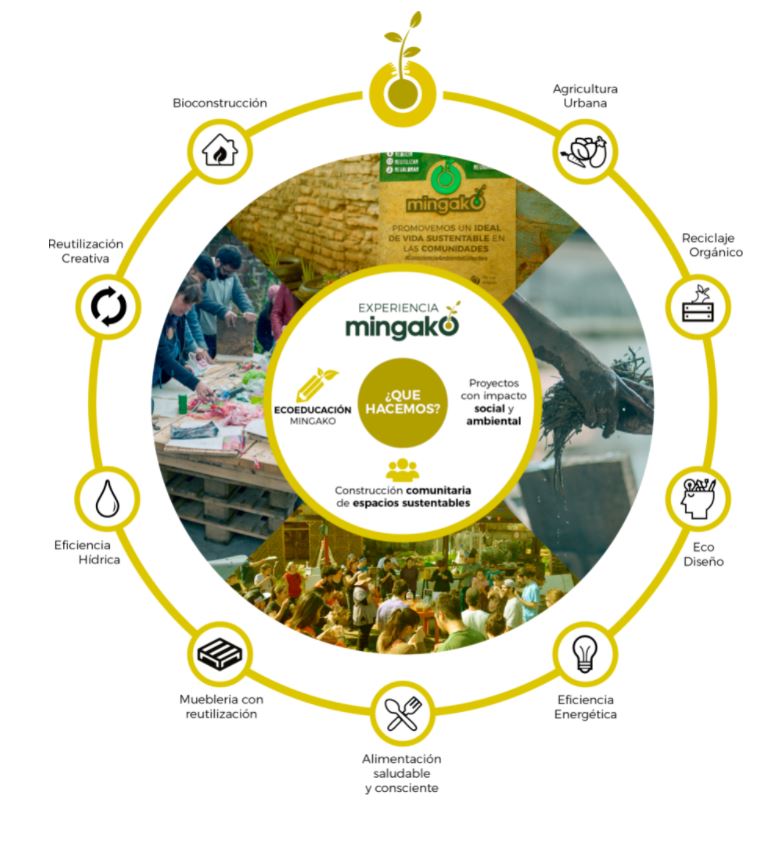 Agricultura
Urbana
Bioconstrucción
Reciclaje
Orgánico
Reutilización
Creativa
REUTILIZAR
REVALORAR
mingako
PROMOVEMOS UN IDEAL
DE VIDA SUSTENTABLE EN
LAS COMUNIDADES
EXPERIENCIA
mingako
¿QUE
HACEMOS?
ECOEDUCACIÓN
MINGAKO
Proyectos
con impacto
social y
ambiental
Construcción comunitaria
de espacios sustentables
Eficiencia
Hídrica
Eco
Diseño
Muebleria con
reutilización
Eficiencia
Energética
Alimentación
saludable
y consciente